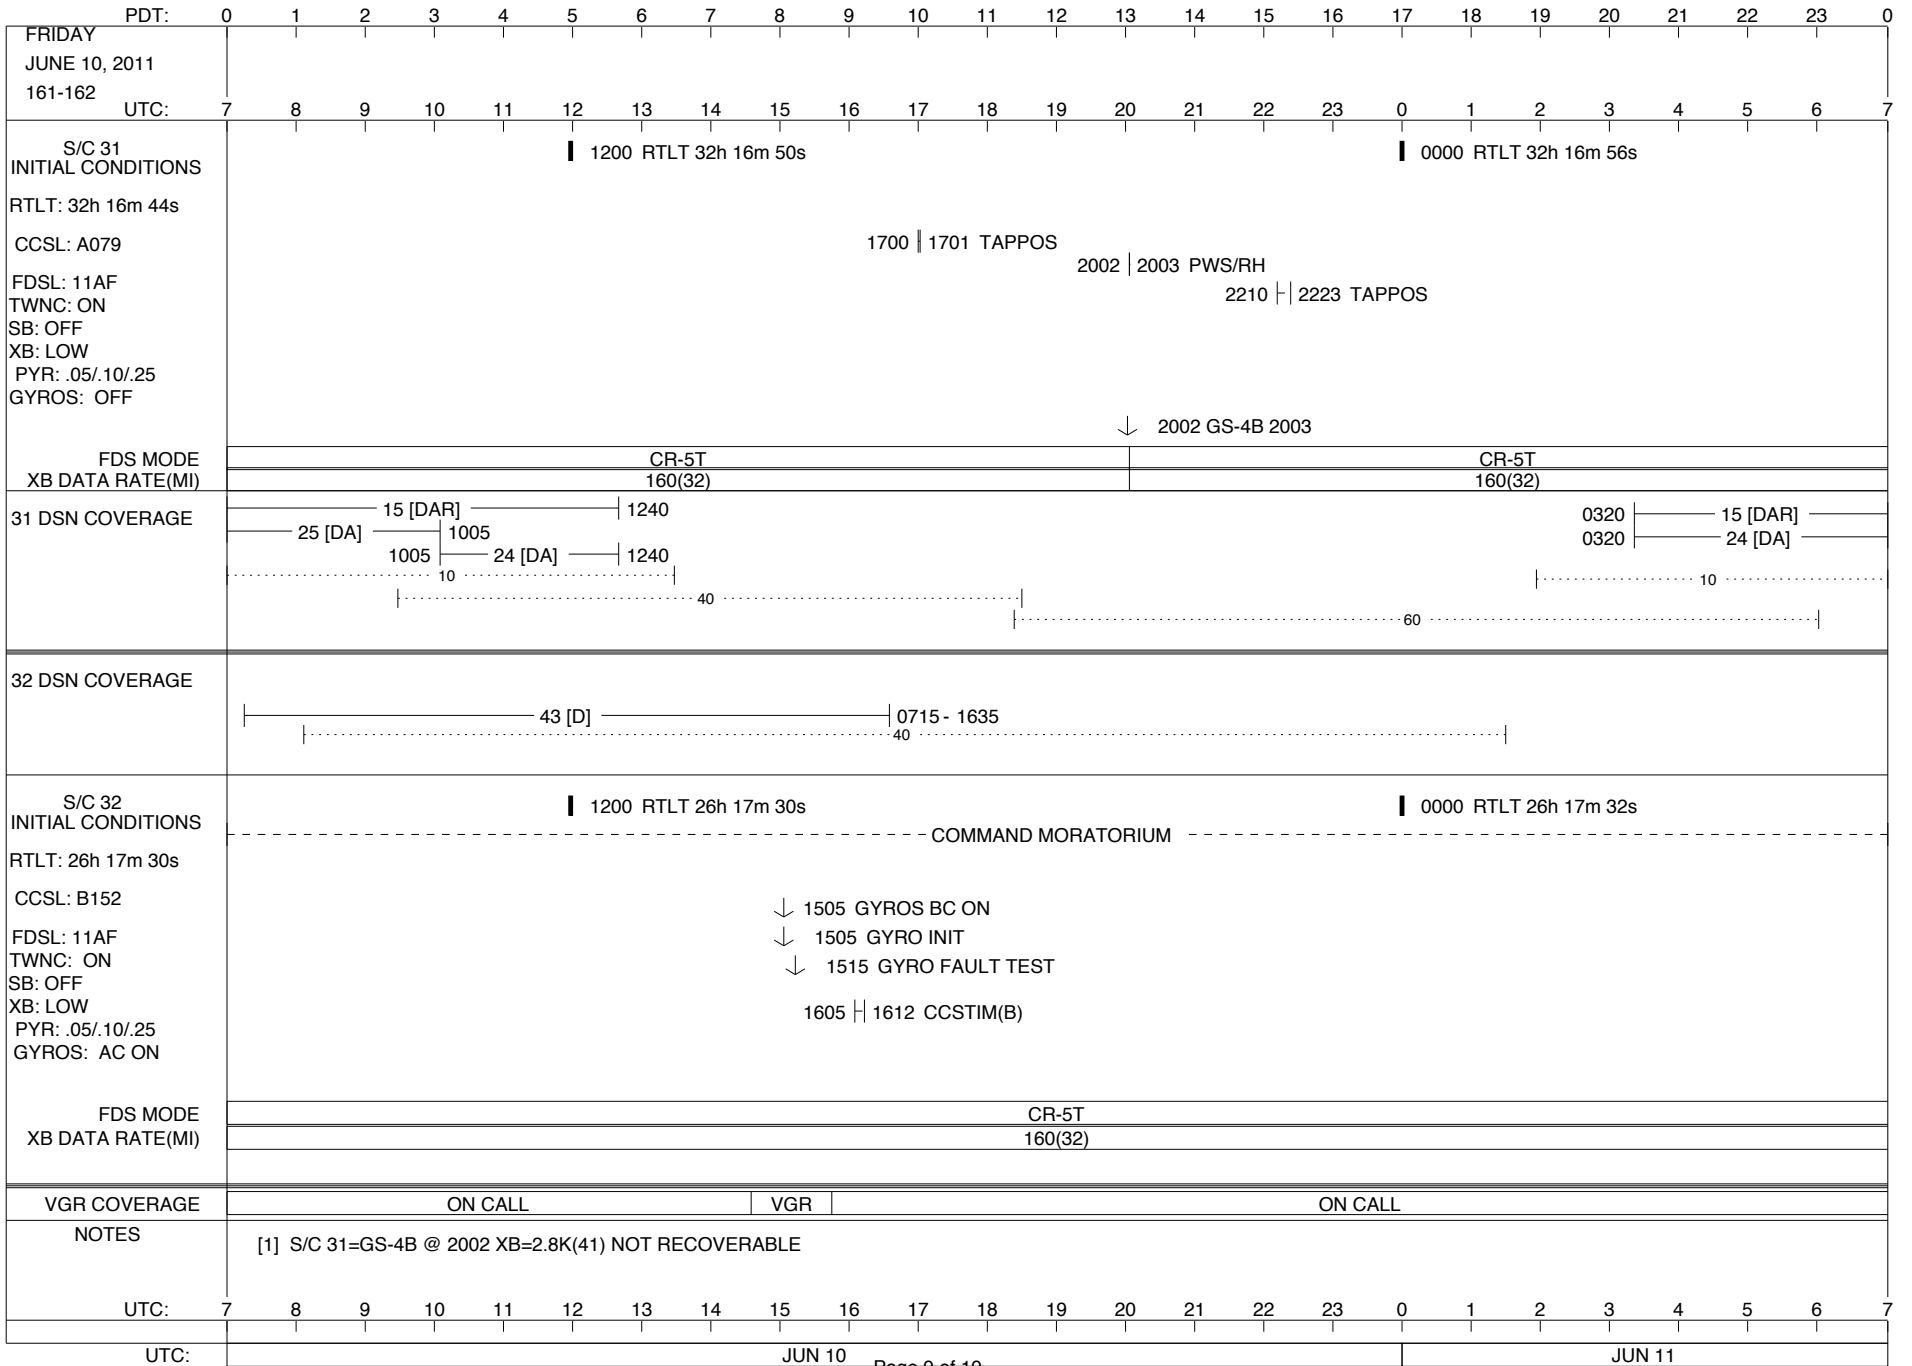 PDT: 0 1 2 3 4 5 6 7 8 9 10 11 12 13 14 15 16 17 18 19 20 21 22 23 0
FRIDAY
JUNE 10, 2011
161-162
UTC: 7 8 9 10 11 12 13 14 15 16 17 18 19 20 21 22 23 0 1 2 3 4 5 6 7
S/C 31
INITIAL CONDITIONS
1200 RTLT 32h 16m 50s
0000 RTLT 32h 16m 56s
RTLT: 32h 16m 44s
CCSL: A079
1700 1701 TAPPOS
2002 2003 PWS/RH
FDSL: 11AF
2210 2223 TAPPOS
TWNC: ON
SB: OFF
XB: LOW
PYR: .05/.10/.25
GYROS: OFF
2002 GS-4B 2003
FDS MODE CR-5T CR-5T
XB DATA RATE(MI) 160(32) 160(32)
31 DSN COVERAGE
15 [DAR] 1240
0320 15 [DAR]
25 [DA] 1005
0320 24 [DA]
1005 24 [DA] 1240
10
10
40
60
32 DSN COVERAGE
43 [D] 0715 - 1635
40
S/C 32
INITIAL CONDITIONS
1200 RTLT 26h 17m 30s
0000 RTLT 26h 17m 32s
COMMAND MORATORIUM
RTLT: 26h 17m 30s
CCSL: B152
1505 GYROS BC ON
FDSL: 11AF
1505 GYRO INIT
TWNC: ON
1515 GYRO FAULT TEST
SB: OFF
XB: LOW
1605 1612 CCSTIM(B)
PYR: .05/.10/.25
GYROS: AC ON
FDS MODE CR-5T
XB DATA RATE(MI) 160(32)
VGR COVERAGE ON CALL VGR ON CALL
NOTES
[1] S/C 31=GS-4B @ 2002 XB=2.8K(41) NOT RECOVERABLE
UTC: 7 8 9 10 11 12 13 14 15 16 17 18 19 20 21 22 23 0 1 2 3 4 5 6 7
UTC: JUN 10 JUN 11